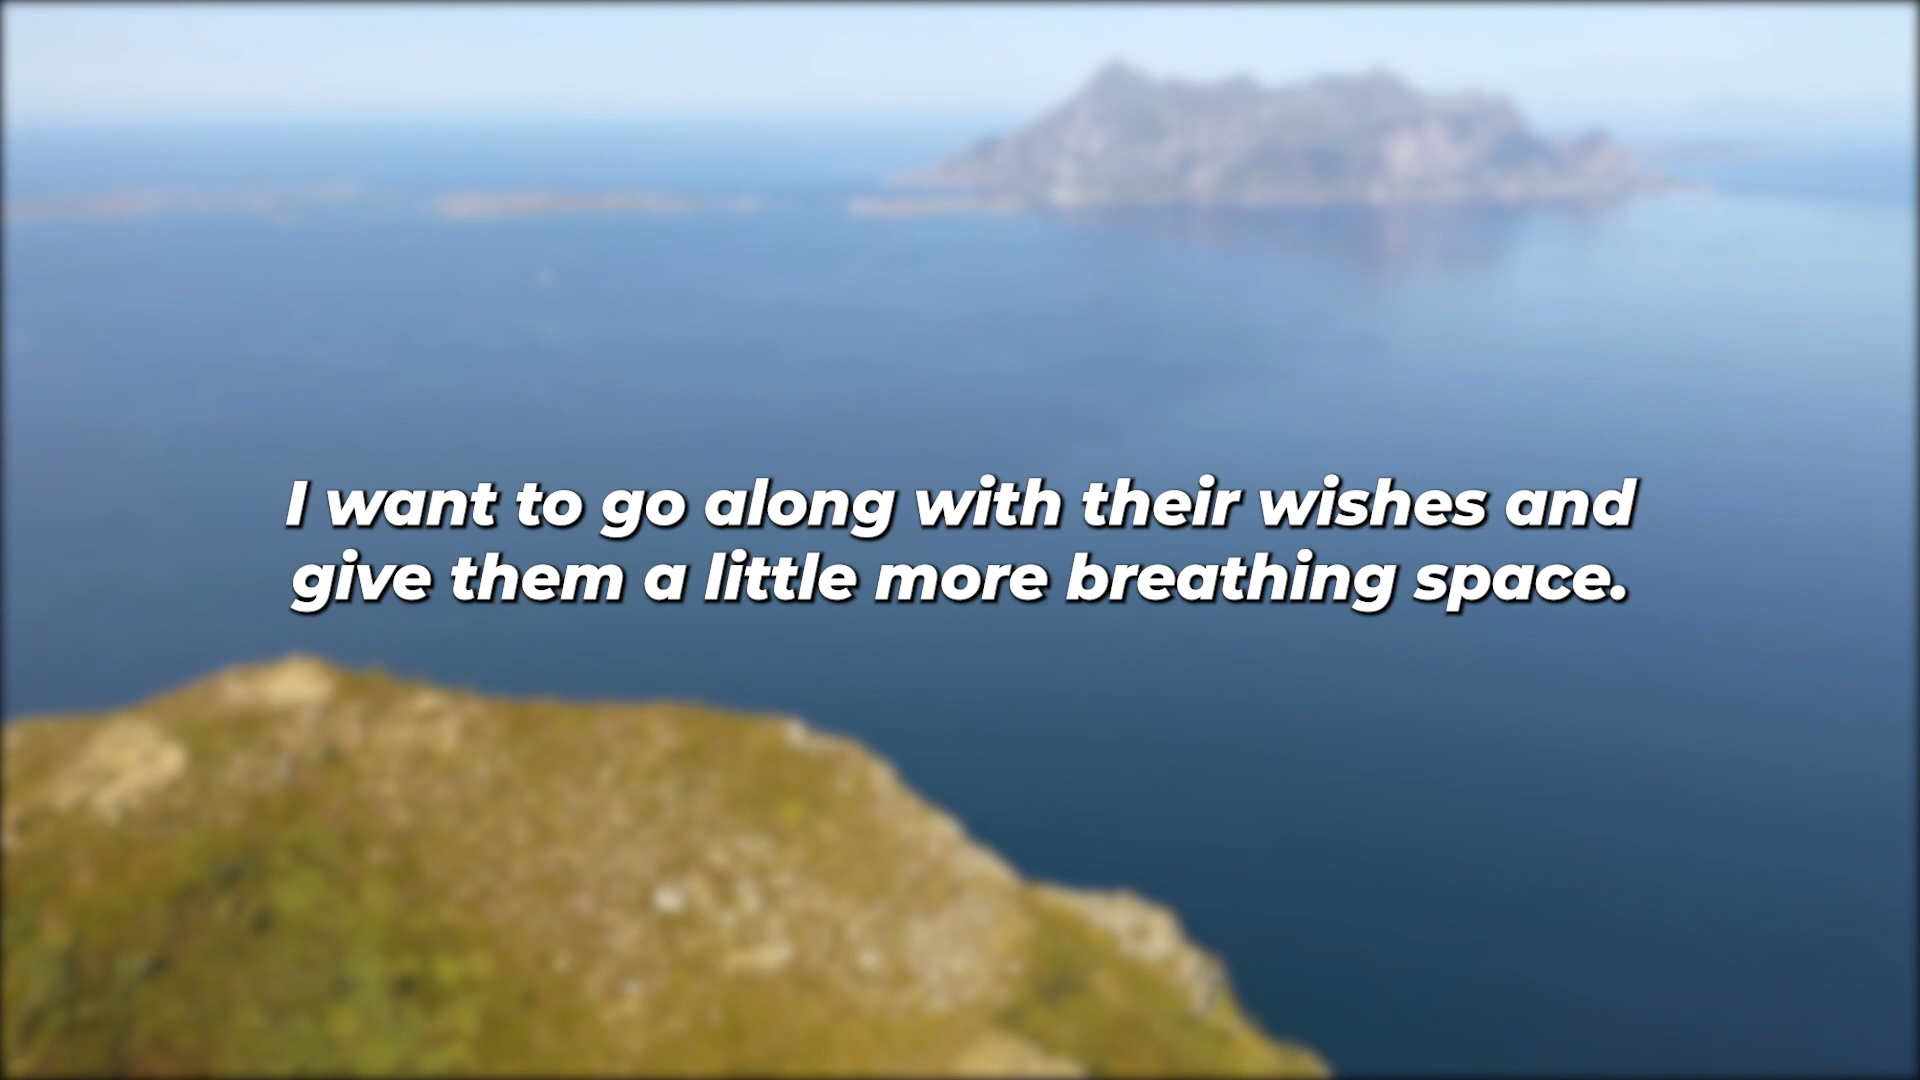 I want to go along with their wishes and
give them a little more breathing space.